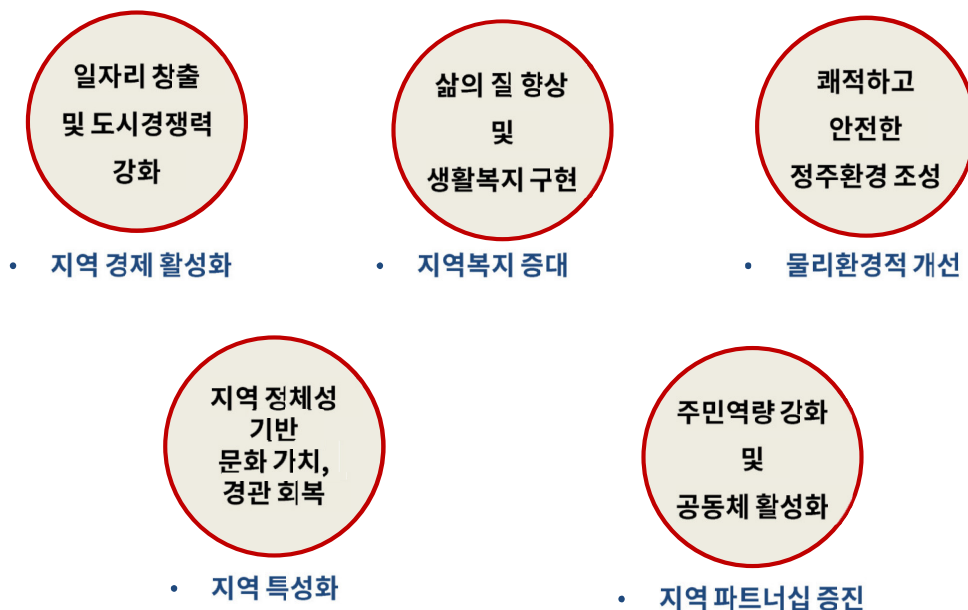 일자리 창출
및 도시경쟁력
강화
• 지역 경제 활성화
삶의 질 향상
및
생활복지 구현
• 지역복지 증대
쾌적하고
안전한
정주환경 조성
• 물리환경적 개선
지역 정체성
기반
문화 가치,
경관 회복
• 지역 특성화
주민역량 강화
및
공동체 활성화
• 지역 파트너십 증진